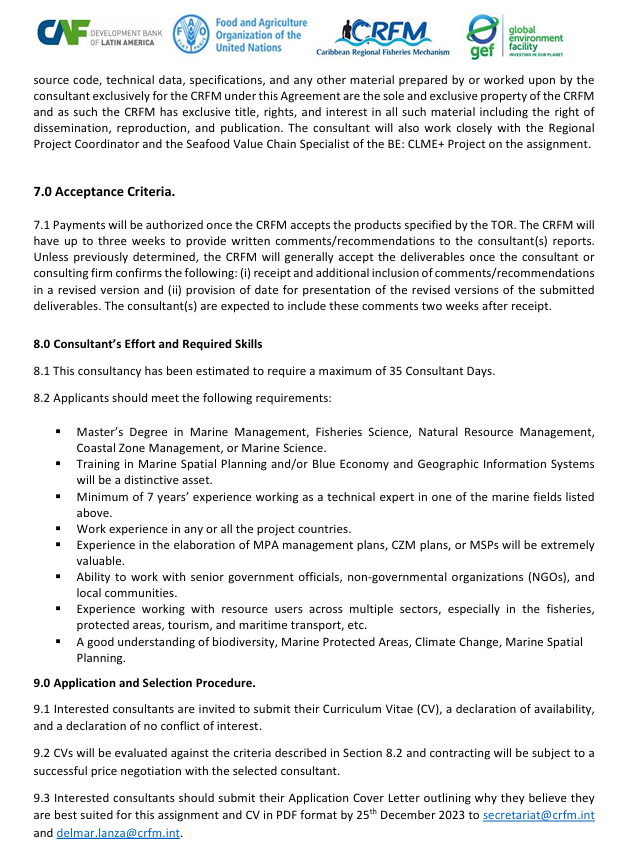 CAF DEVELOPMENT BANK
OF LATIN AMERICA
FAO
FIAT PANIS
Food and Agriculture
Organization of the
United Nations
CRFM
Caribbean Regional Fisheries Mechanism
gef
global
environment
facility
INVESTING IN OUR PLANET
source code, technical data, specifications, and any other material prepared by or worked upon by the
consultant exclusively for the CRFM under this Agreement are the sole and exclusive property of the CRFM
and as such the CRFM has exclusive title, rights, and interest in all such material including the right of
dissemination, reproduction, and publication. The consultant will also work closely with the Regional
Project Coordinator and the Seafood Value Chain Specialist of the BE: CLME+ Project on the assignment.
7.0 Acceptance Criteria.
7.1 Payments will be authorized once the CRFM accepts the products specified by the TOR. The CRFM will
have up to three weeks to provide written comments/recommendations to the consultant(s) reports.
Unless previously determined, the CRFM will generally accept the deliverables once the consultant or
consulting firm confirms the following: (i) receipt and additional inclusion of comments/recommendations
in a revised version and (ii) provision of date for presentation of the revised versions of the submitted
deliverables. The consultant(s) are expected to include these comments two weeks after receipt.
8.0 Consultant’s Effort and Required Skills
8.1 This consultancy has been estimated to require a maximum of 35 Consultant Days.
8.2 Applicants should meet the following requirements:
▪ Master’s Degree in Marine Management, Fisheries Science, Natural Resource Management,
Coastal Zone Management, or Marine Science.
▪ Training in Marine Spatial Planning and/or Blue Economy and Geographic Information Systems
will be a distinctive asset.
▪ Minimum of 7 years’ experience working as a technical expert in one of the marine fields listed
above.
▪ Work experience in any or all the project countries.
▪ Experience in the elaboration of MPA management plans, CZM plans, or MSPs will be extremely
valuable.
▪ Ability to work with senior government officials, non-governmental organizations (NGOs), and
local communities.
▪ Experience working with resource users across multiple sectors, especially in the fisheries,
protected areas, tourism, and maritime transport, etc.
▪ A good understanding of biodiversity, Marine Protected Areas, Climate Change, Marine Spatial
Planning.
9.0 Application and Selection Procedure.
9.1 Interested consultants are invited to submit their Curriculum Vitae (CV), a declaration of availability,
and a declaration of no conflict of interest.
9.2 CVs will be evaluated against the criteria described in Section 8.2 and contracting will be subject to a
successful price negotiation with the selected consultant.
9.3 Interested consultants should submit their Application Cover Letter outlining why they believe they
are best suited for this assignment and CV in PDF format by 25th December 2023 to secretariat@crfm.int
and delmar.lanza@crfm.int.